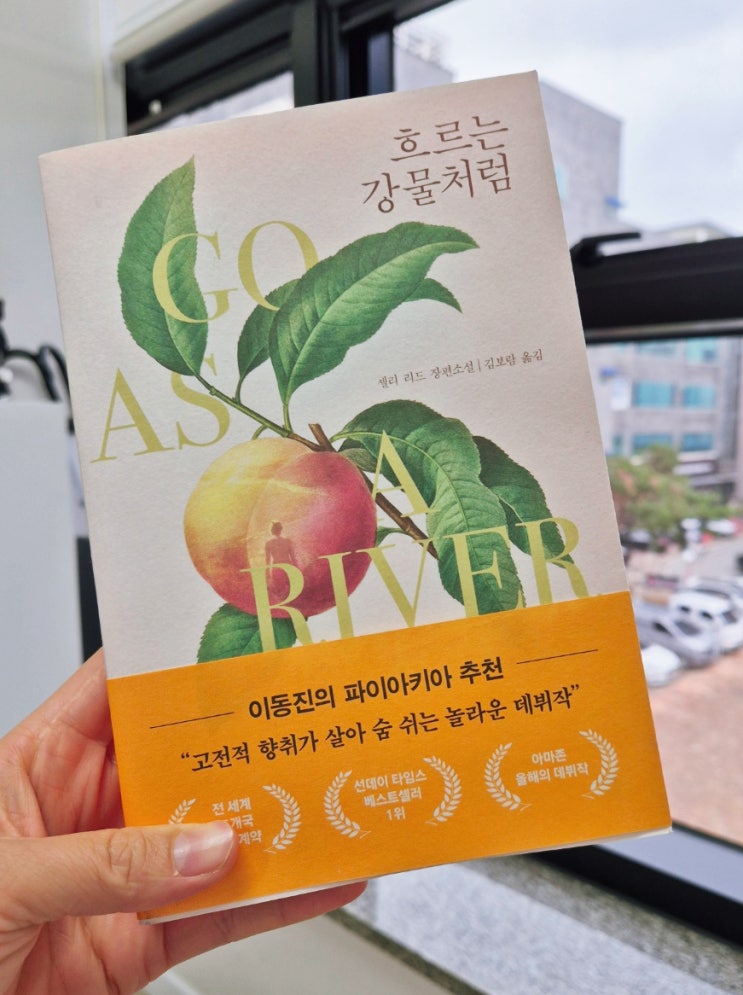 흐르는
강물처럼
GO
AS
A
RIVER
셸리 리드 장편소설 | 김보람 옮김
이동진의 파이아키아 추천
“고전적 향취가 살아 숨 쉬는 놀라운 데뷔작”
전 세계
개국
계약
선데이 타임스
베스트셀러
1위
아마존
올해의 데뷔작